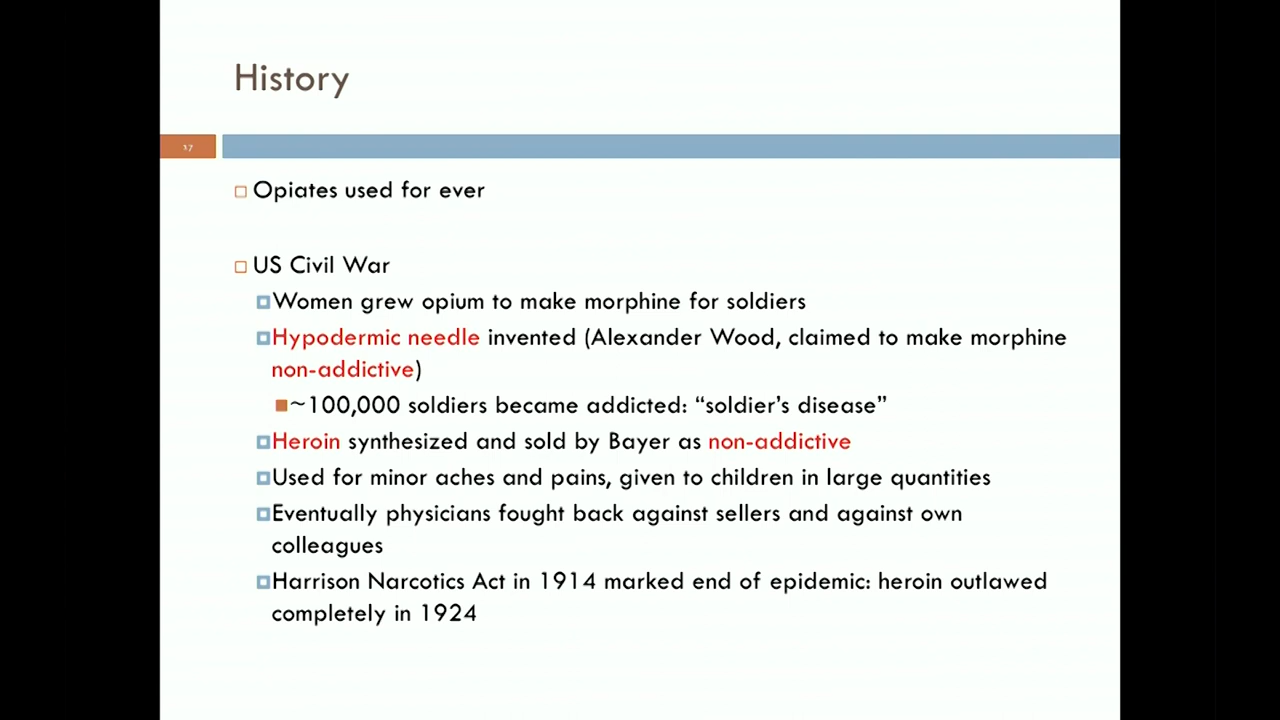 History
17
Opiates used for ever
US Civil War
Women grew opium to make morphine for soldiers
Hypodermic needle invented (Alexander Wood, claimed to make morphine
non-addictive)
~100,000 soldiers became addicted: “soldier’s disease”
Heroin synthesized and sold by Bayer as non-addictive
Used for minor aches and pains, given to children in large quantities
Eventually physicians fought back against sellers and against own
colleagues
Harrison Narcotics Act in 1914 marked end of epidemic: heroin outlawed
completely in 1924